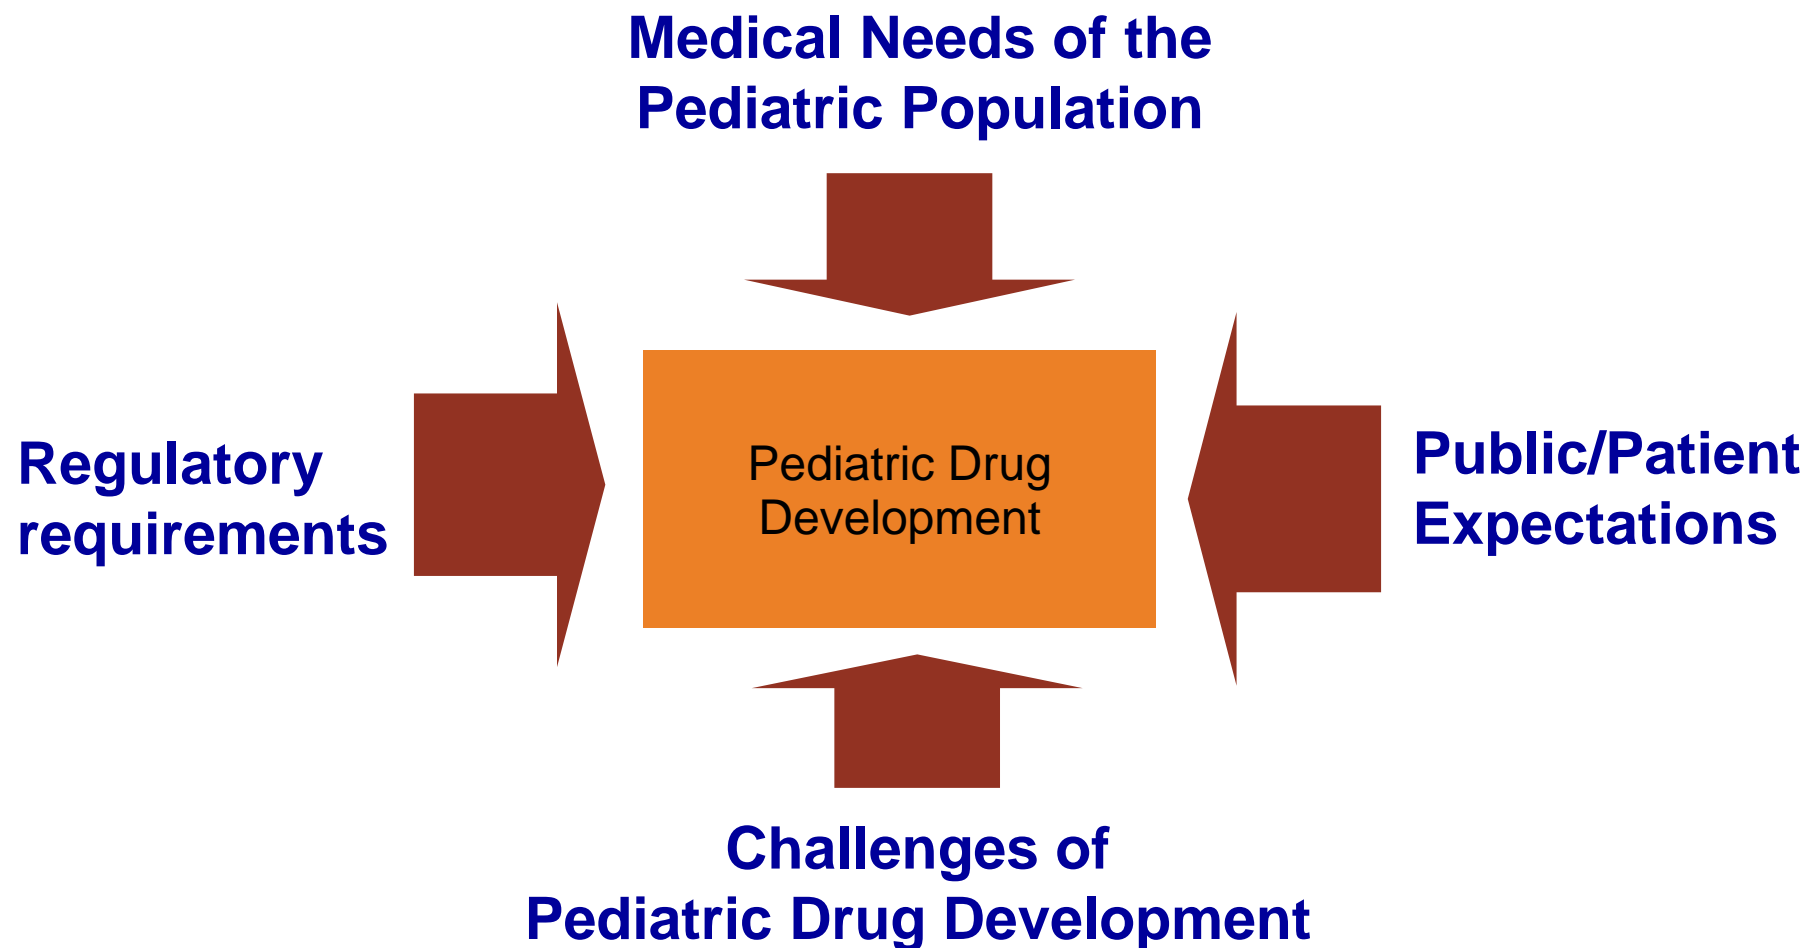 Medical Needs of the
Pediatric Population
Regulatory
requirements
Pediatric Drug
Development
Public/Patient
Expectations
Challenges of
Pediatric Drug Development